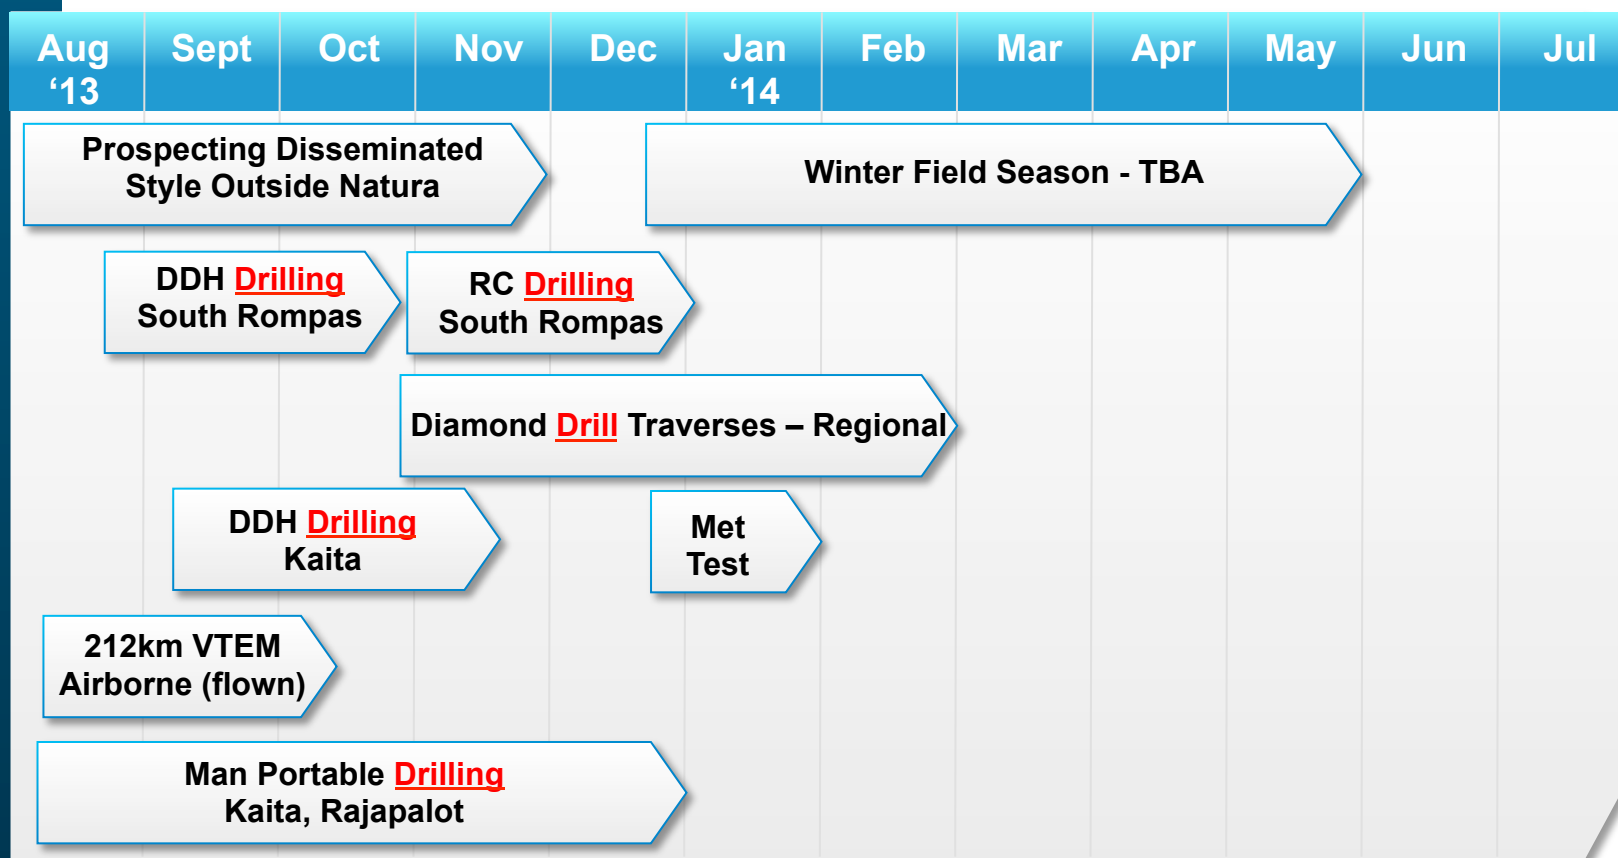 Aug Sept Oct Nov Dec Jan Feb Mar Apr May Jun Jul
‘13 ‘14
Prospecting Disseminated
Style Outside Natura
Winter Field Season - TBA
DDH Drilling
South Rompas
RC Drilling
South Rompas
Diamond Drill Traverses – Regional
DDH Drilling
Kaita
Met
Test
212km VTEM
Airborne (flown)
Man Portable Drilling
Kaita, Rajapalot